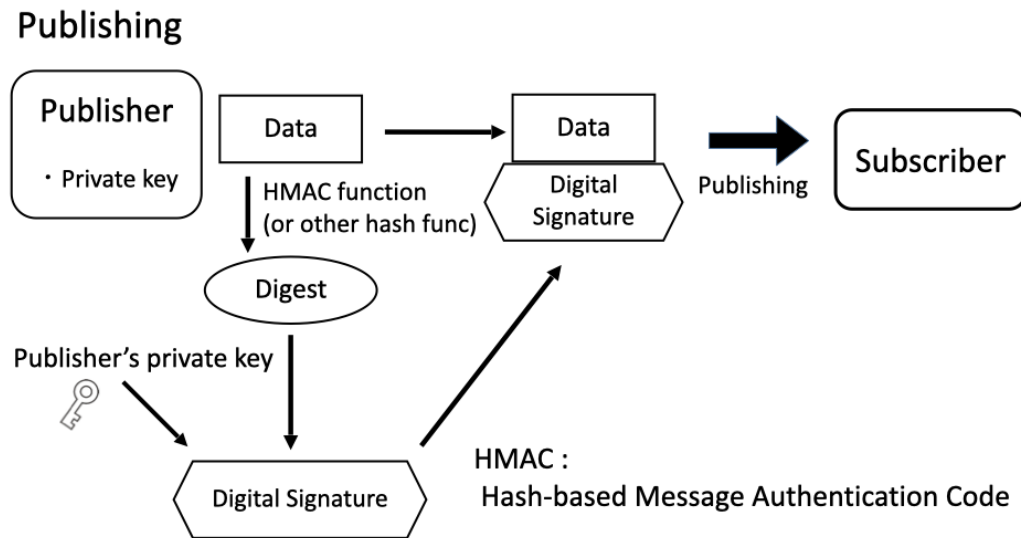 Publishing
Publisher
・ Private key
Data
HMAC function
(or other hash func)
Digest
Publisher’s private key
Digital Signature
Data
Digital
Signature
Publishing
Subscriber
HMAC :
Hash-based Message Authentication Code